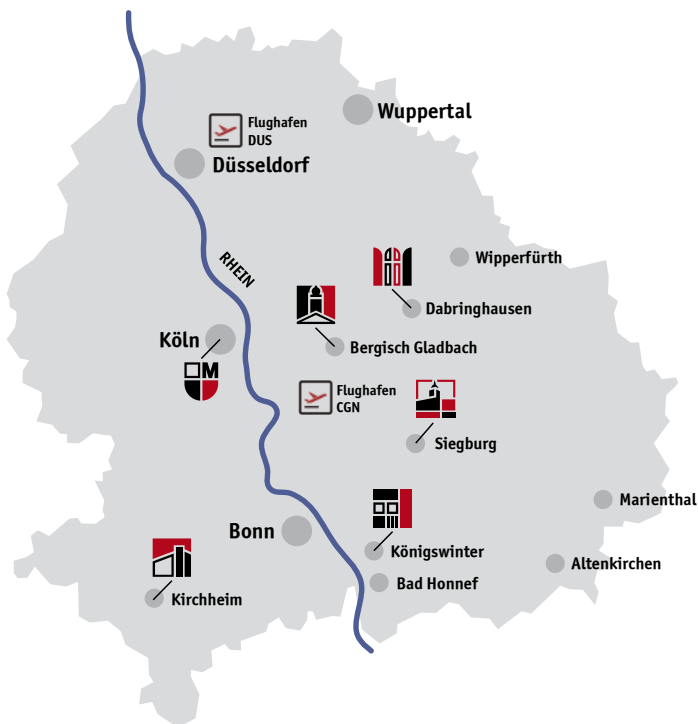 Wuppertal
Flughafen
DUS
Düsseldorf
RHEIN
Wipperfürth
Dabringhausen
Köln
Bergisch Gladbach
M
Flughafen
CGN
Siegburg
Marienthal
Bonn
Königswinter
Altenkirchen
Bad Honnef
Kirchheim